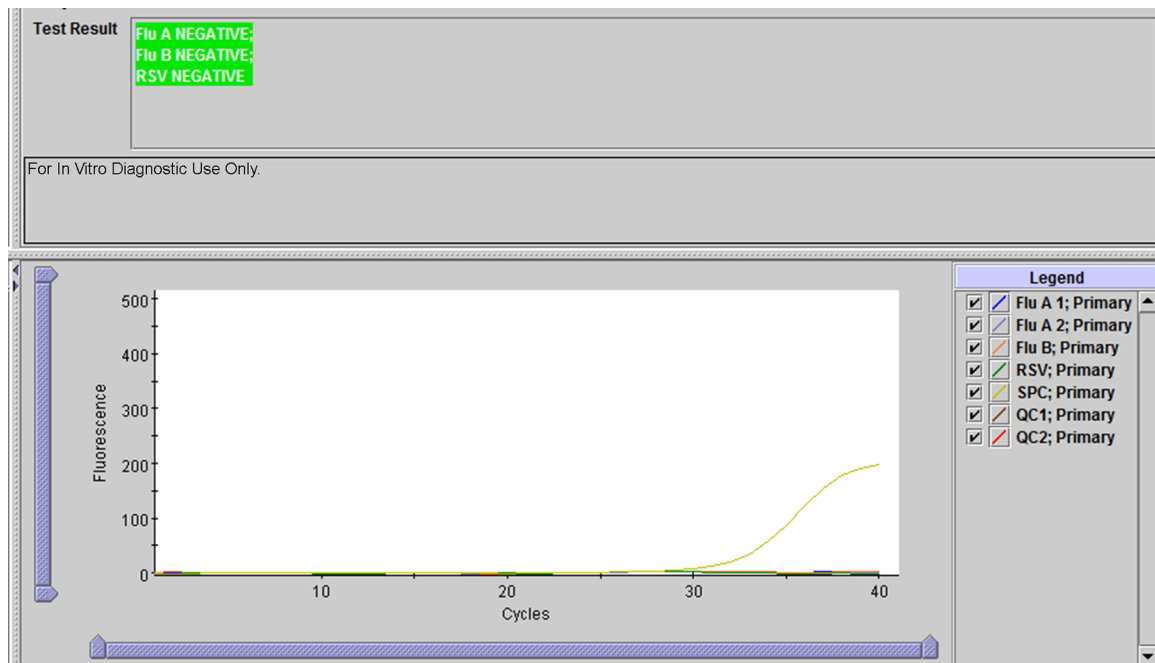 Test Result
Flu A NEGATIVE;
Flu B NEGATIVE;
RSV NEGATIVE
For In Vitro Diagnostic Use Only.
500
400
300
200
100
0
Fluorescence
10
20
30
40
Cycles
Legend
Flu A 1; Primary
Flu A 2; Primary
Flu B; Primary
RSV; Primary
SPC; Primary
QC1; Primary
QC2; Primary